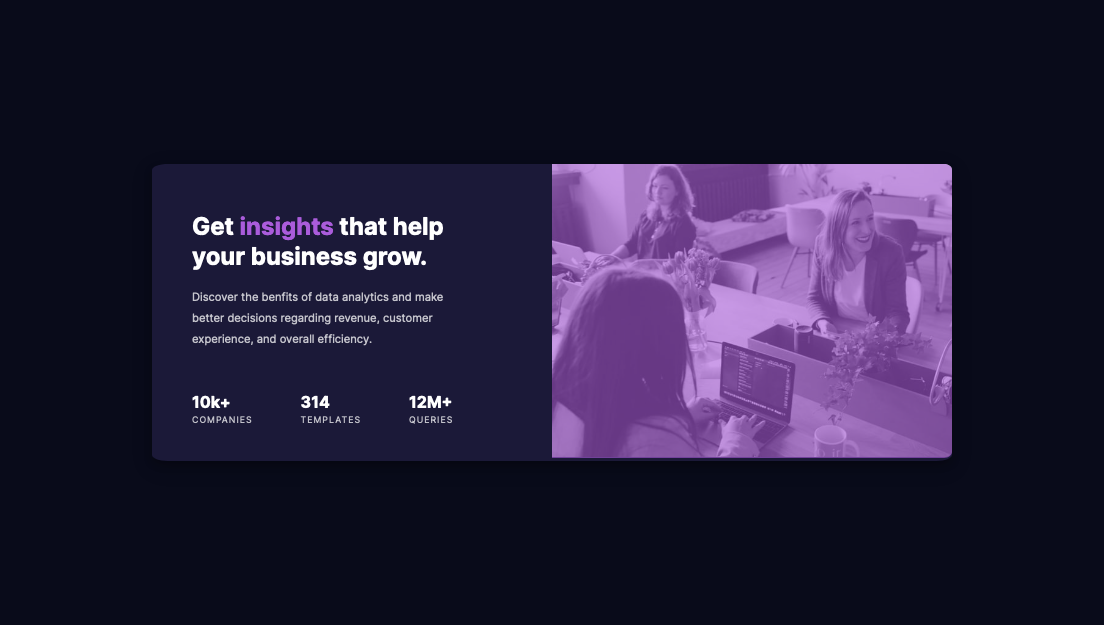 Get insights that help
your business grow.
Discover the benfits of data analytics and make
better decisions regarding revenue, customer
experience, and overall efficiency.
10k+ 314 12M+
COMPANIES TEMPLATES QUERIES